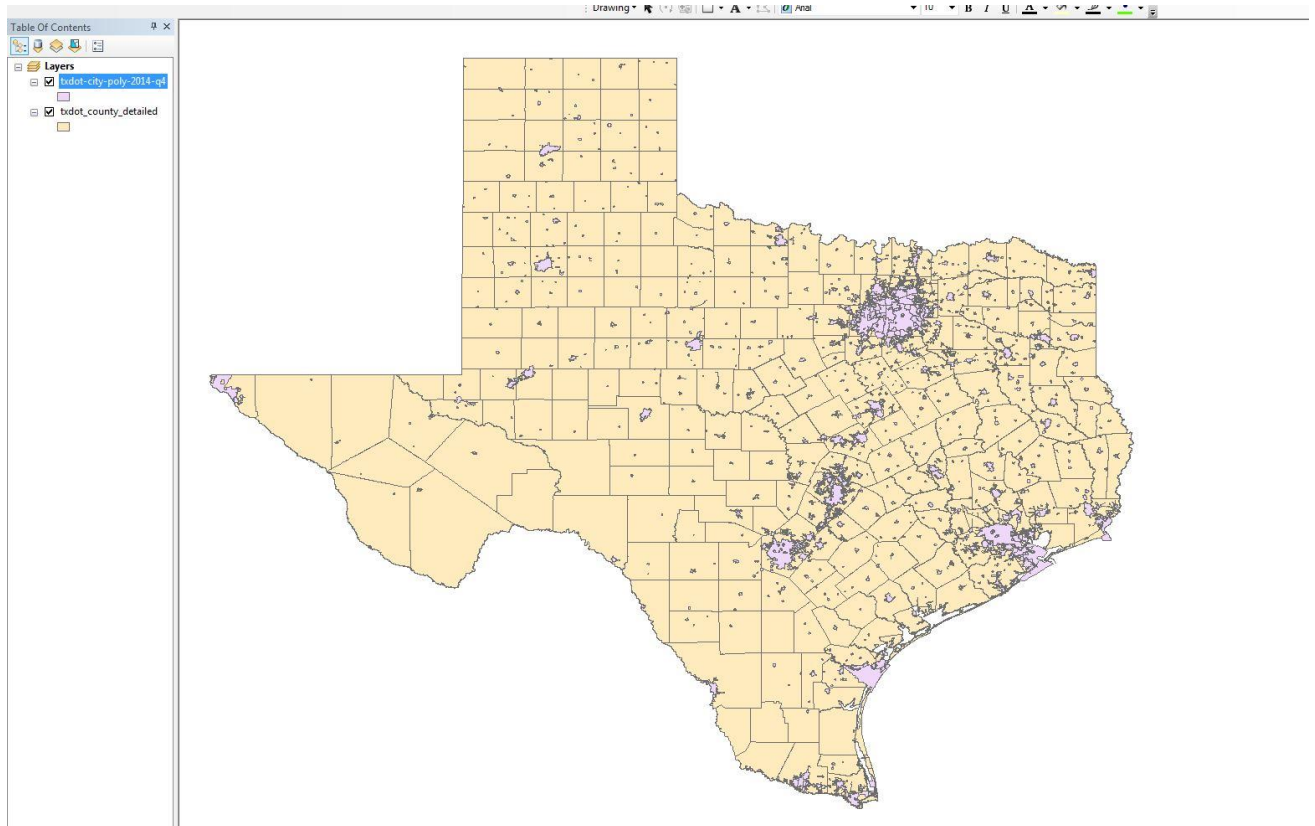 Drawing
Arial
10
B I U A
Table Of Contents
Layers
txdot-city-poly-2014-q4
txdot_county_detailed